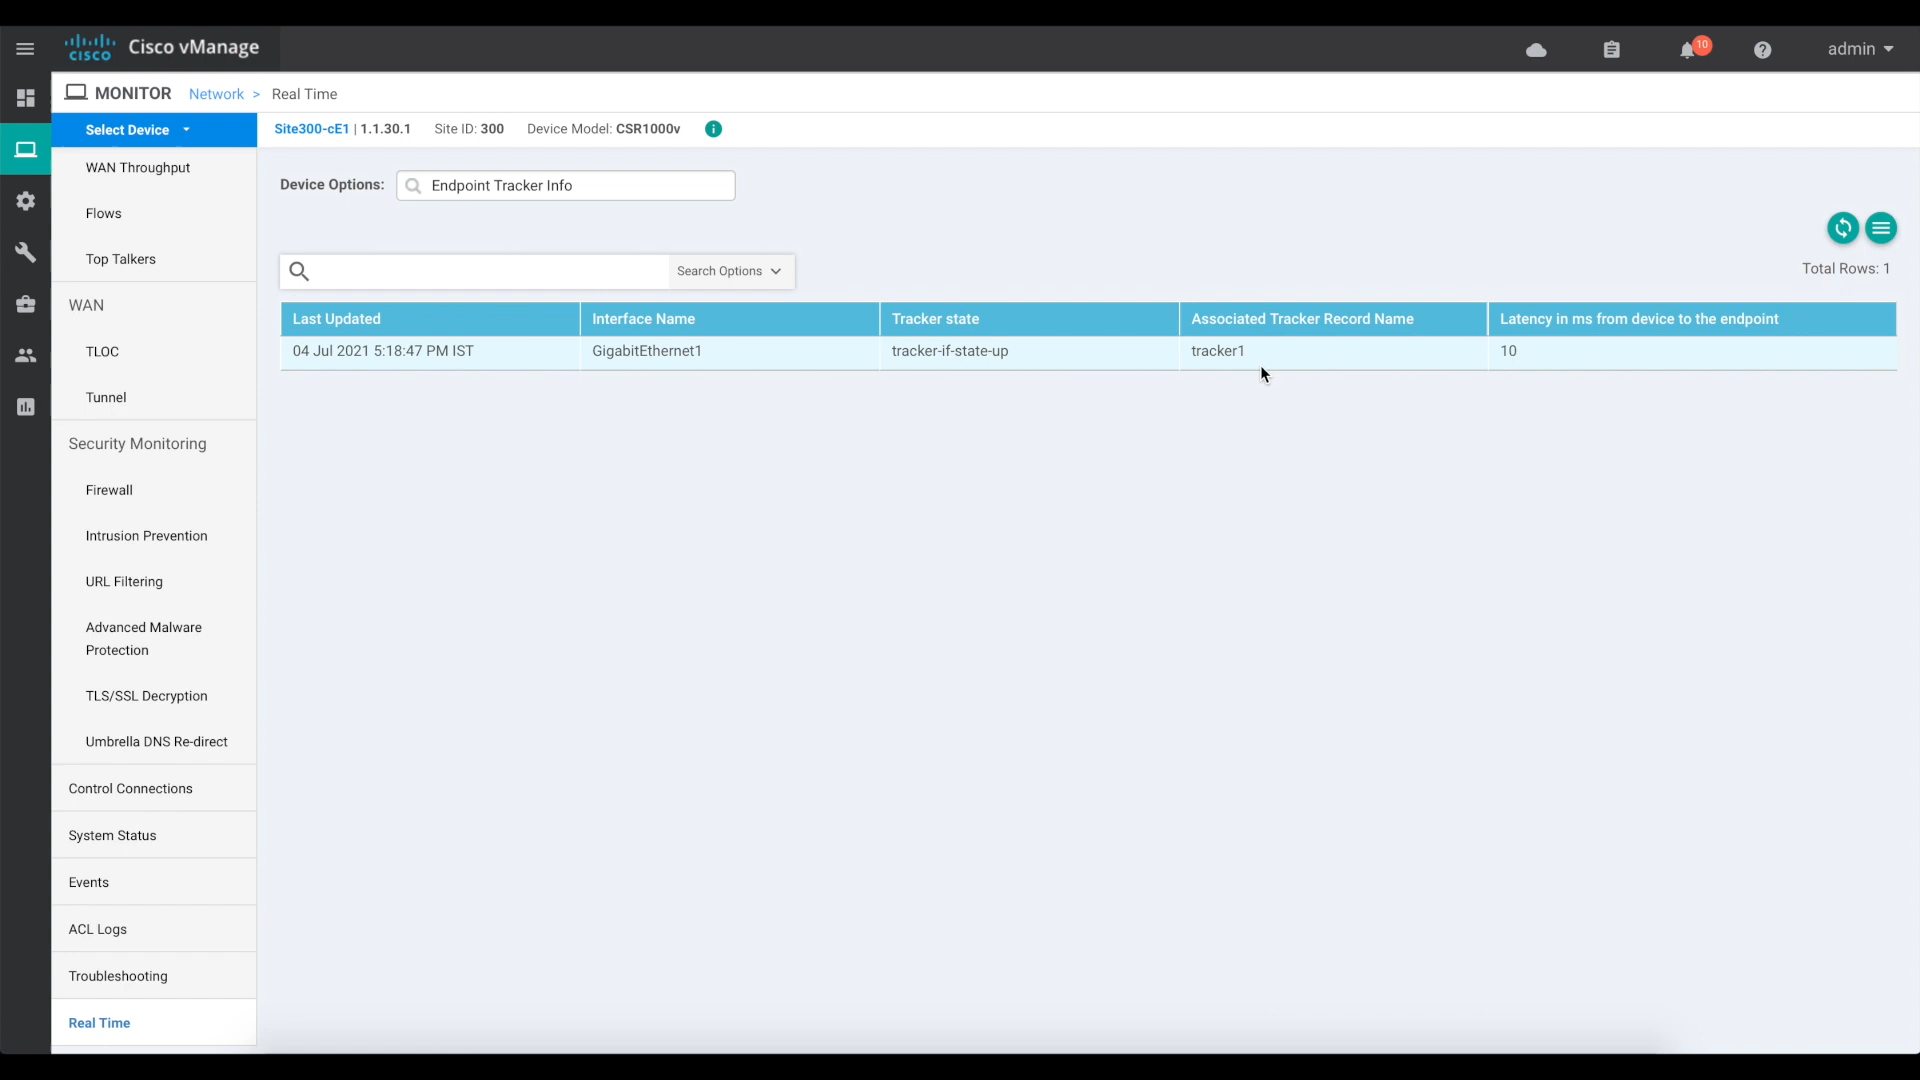 cisco Cisco vManage 10 admin
MONITOR Network > Real Time
Select Device Site300-cE1 | 1.1.30.1 Site ID: 300 Device Model: CSR1000v i
WAN Throughput
Flows
Top Talkers
WAN
TLOC
Tunnel
Security Monitoring
Firewall
Intrusion Prevention
URL Filtering
Advanced Malware
Protection
TLS/SSL Decryption
Umbrella DNS Re-direct
Control Connections
System Status
Events
ACL Logs
Troubleshooting
Real Time
Device Options: Endpoint Tracker Info
Search Options Total Rows: 1
Last Updated Interface Name Tracker state Associated Tracker Record Name Latency in ms from device to the endpoint
04 Jul 2021 5:18:47 PM IST GigabitEthernet1 tracker-if-state-up tracker1 10